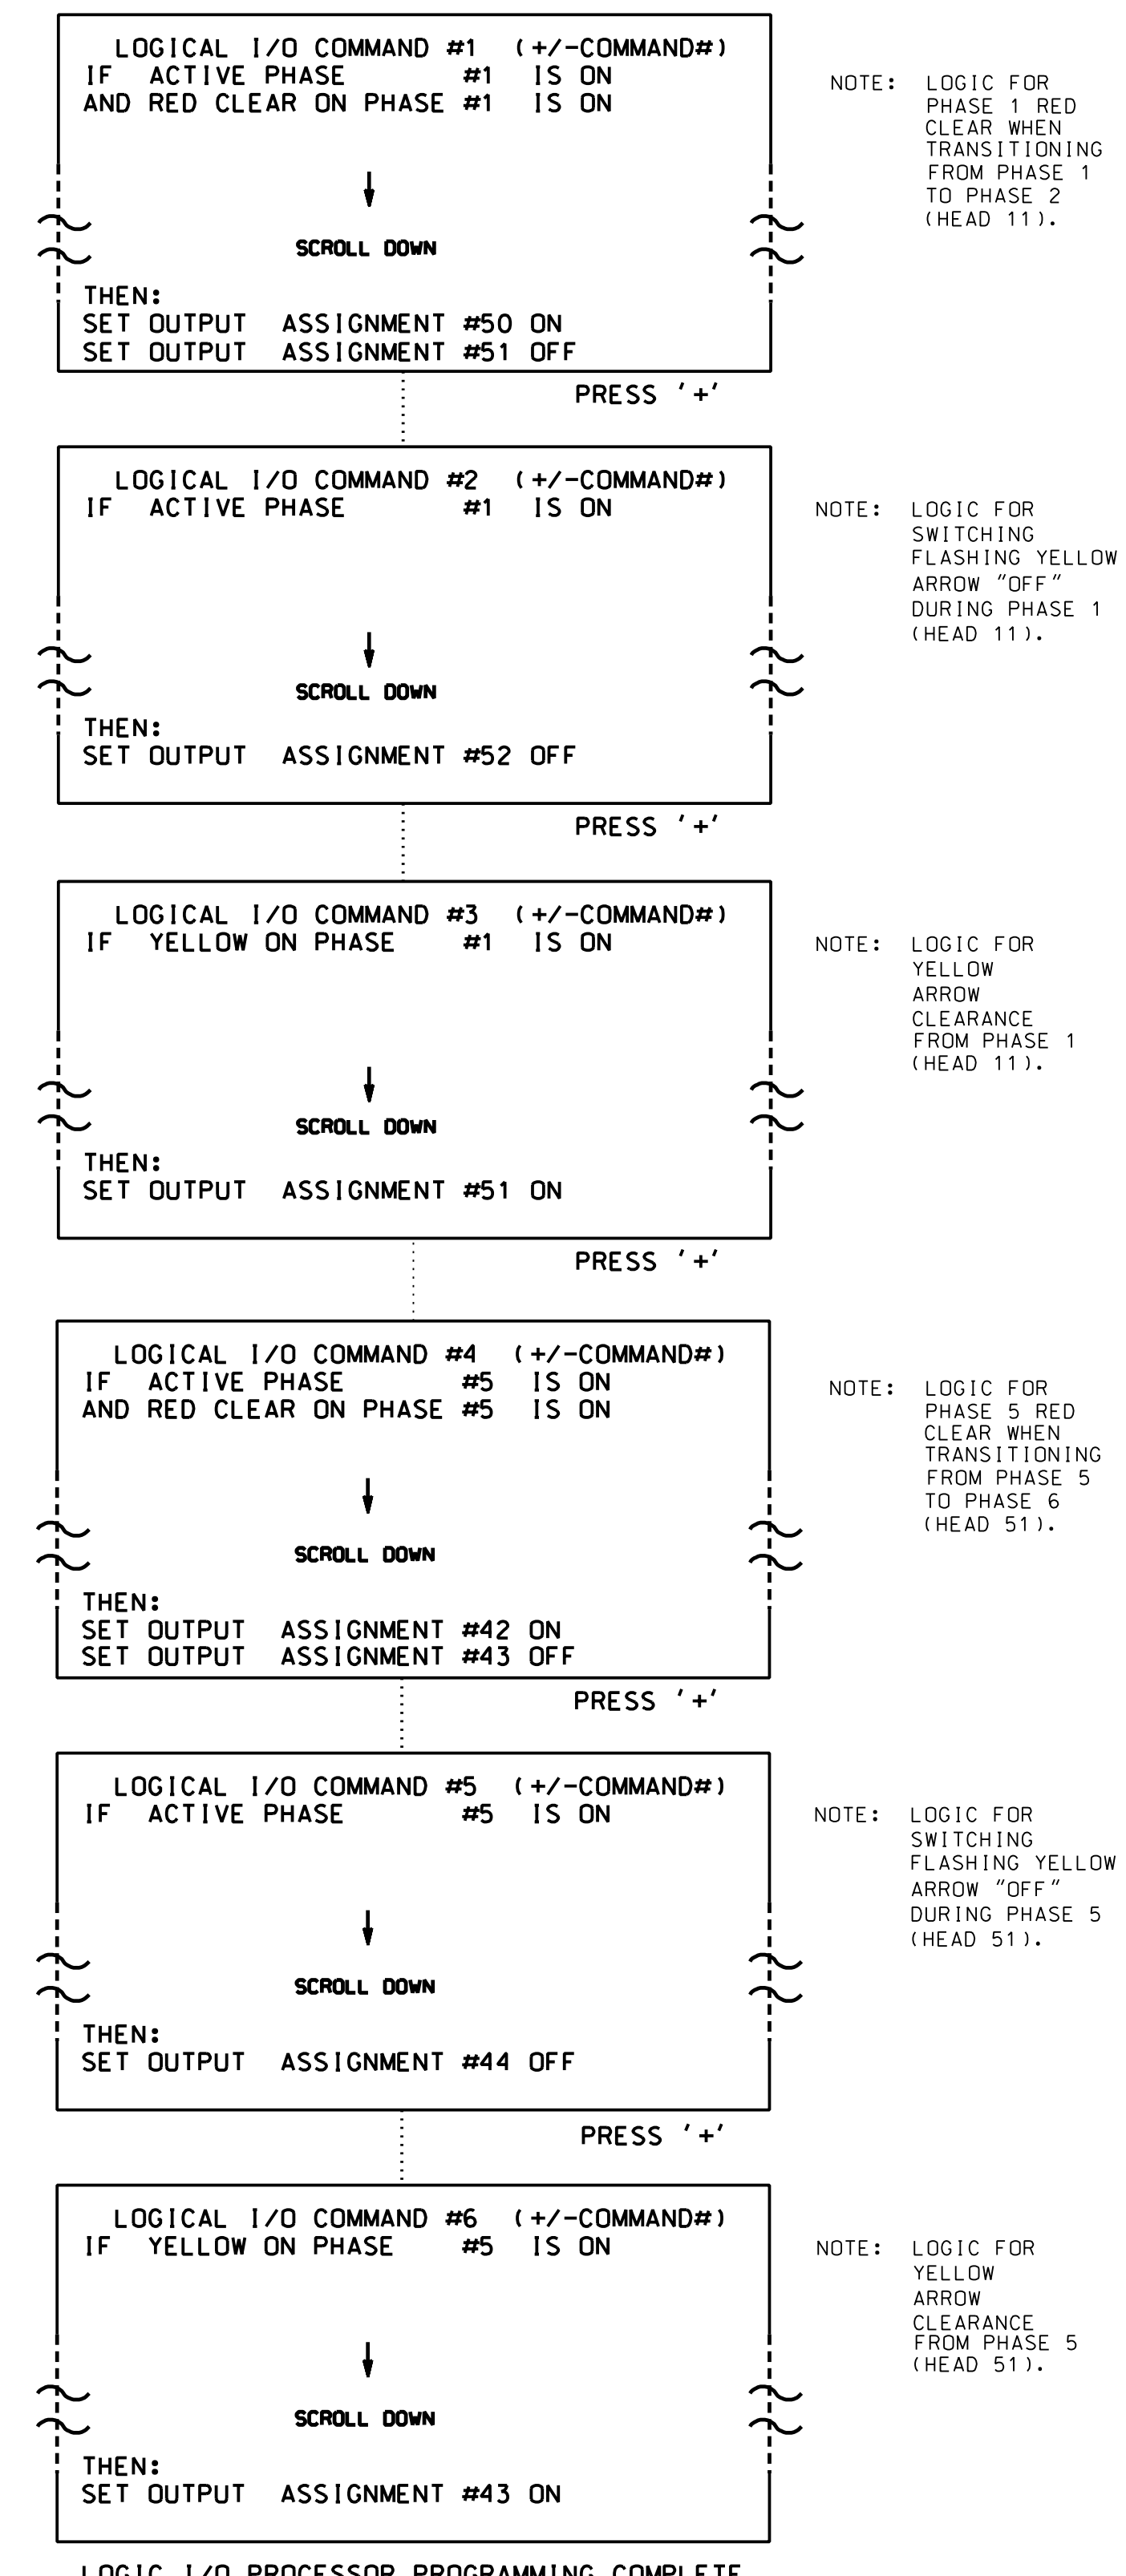 LOGICAL I/O COMMAND #1 (+/-COMMAND#)
IF ACTIVE PHASE #1 IS ON
AND RED CLEAR ON PHASE #1 IS ON
SCROLL DOWN
THEN:
SET OUTPUT ASSIGNMENT #50 ON
SET OUTPUT ASSIGNMENT #51 OFF
NOTE: LOGIC FOR
PHASE 1 RED
CLEAR WHEN
TRANSITIONING
FROM PHASE 1
TO PHASE 2
(HEAD 11).
PRESS '+'
LOGICAL I/O COMMAND #2 (+/-COMMAND#)
IF ACTIVE PHASE #1 IS ON
SCROLL DOWN
THEN:
SET OUTPUT ASSIGNMENT #52 OFF
NOTE: LOGIC FOR
SWITCHING
FLASHING YELLOW
ARROW "OFF"
DURING PHASE 1
(HEAD 11).
PRESS '+'
LOGICAL I/O COMMAND #3 (+/-COMMAND#)
IF YELLOW ON PHASE #1 IS ON
SCROLL DOWN
THEN:
SET OUTPUT ASSIGNMENT #51 ON
NOTE: LOGIC FOR
YELLOW
ARROW
CLEARANCE
FROM PHASE 1
(HEAD 11).
PRESS '+'
LOGICAL I/O COMMAND #4 (+/-COMMAND#)
IF ACTIVE PHASE #5 IS ON
AND RED CLEAR ON PHASE #5 IS ON
SCROLL DOWN
THEN:
SET OUTPUT ASSIGNMENT #42 ON
SET OUTPUT ASSIGNMENT #43 OFF
NOTE: LOGIC FOR
PHASE 5 RED
CLEAR WHEN
TRANSITIONING
FROM PHASE 5
TO PHASE 6
(HEAD 51).
PRESS '+'
LOGICAL I/O COMMAND #5 (+/-COMMAND#)
IF ACTIVE PHASE #5 IS ON
SCROLL DOWN
THEN:
SET OUTPUT ASSIGNMENT #44 OFF
NOTE: LOGIC FOR
SWITCHING
FLASHING YELLOW
ARROW "OFF"
DURING PHASE 5
(HEAD 51).
PRESS '+'
LOGICAL I/O COMMAND #6 (+/-COMMAND#)
IF YELLOW ON PHASE #5 IS ON
SCROLL DOWN
THEN:
SET OUTPUT ASSIGNMENT #43 ON
NOTE: LOGIC FOR
YELLOW
ARROW
CLEARANCE
FROM PHASE 5
(HEAD 51).
LOGIC I/O PROCESSOR PROGRAMMING COMPLETE